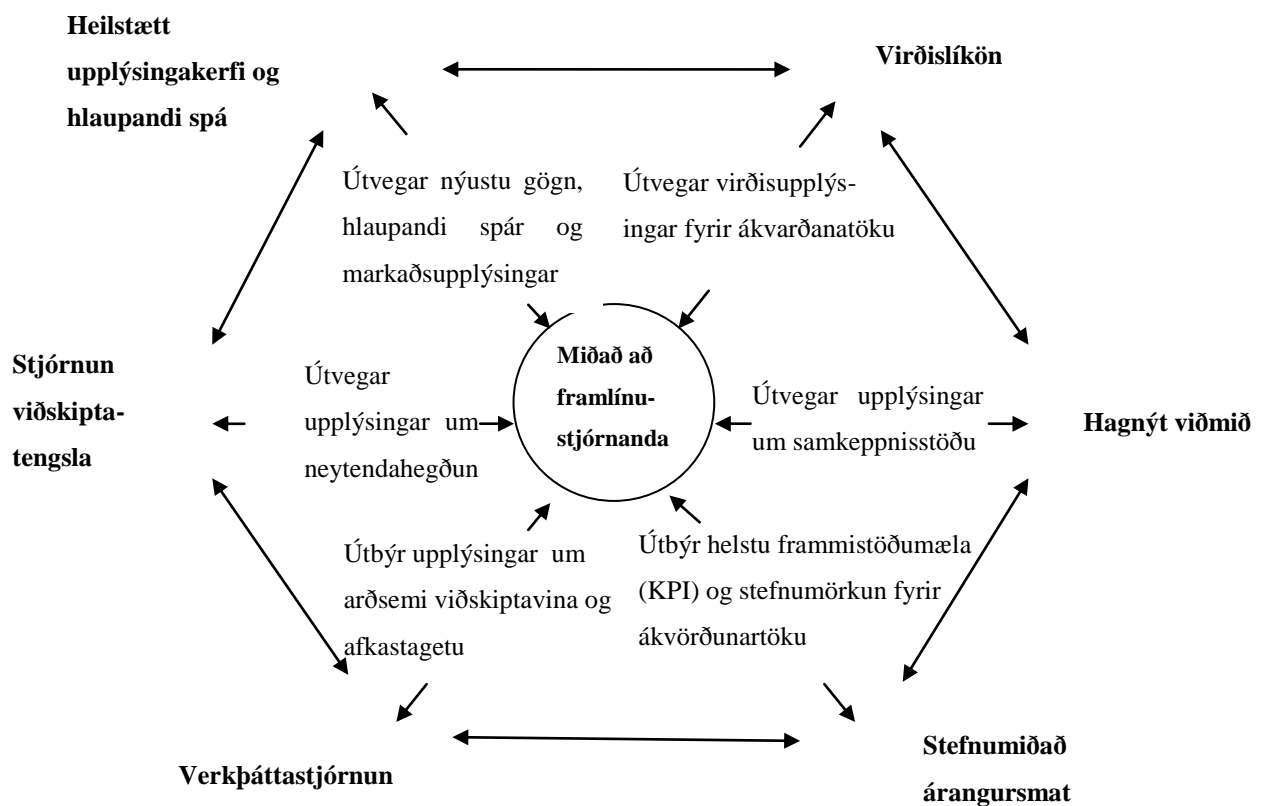 Heilstætt
upplýsingakerfi og
hlaupandi spá
Virðislíkön
Útvegar nýustu gögn,
hlaupandi spár og
markaðsupplýsingar
Útvegar virðisupplýs-
ingar fyrir ákvarðanatöku
Stjórnun
viðskipta-
tengsla
Útvegar
upplýsingar um
neytendahegðun
Miðað að
framlínu-
stjórnanda
Útvegar upplýsingar
um samkeppnisstöðu
Hagnýt viðmið
Útbýr upplýsingar um
arðsemi viðskiptavina og
afkastagetu
Útbýr helstu frammistöðumæla
(KPI) og stefnumörkun fyrir
ákvörðunartöku
Verkþáttastjórnun
Stefnumiðað
árangursmat